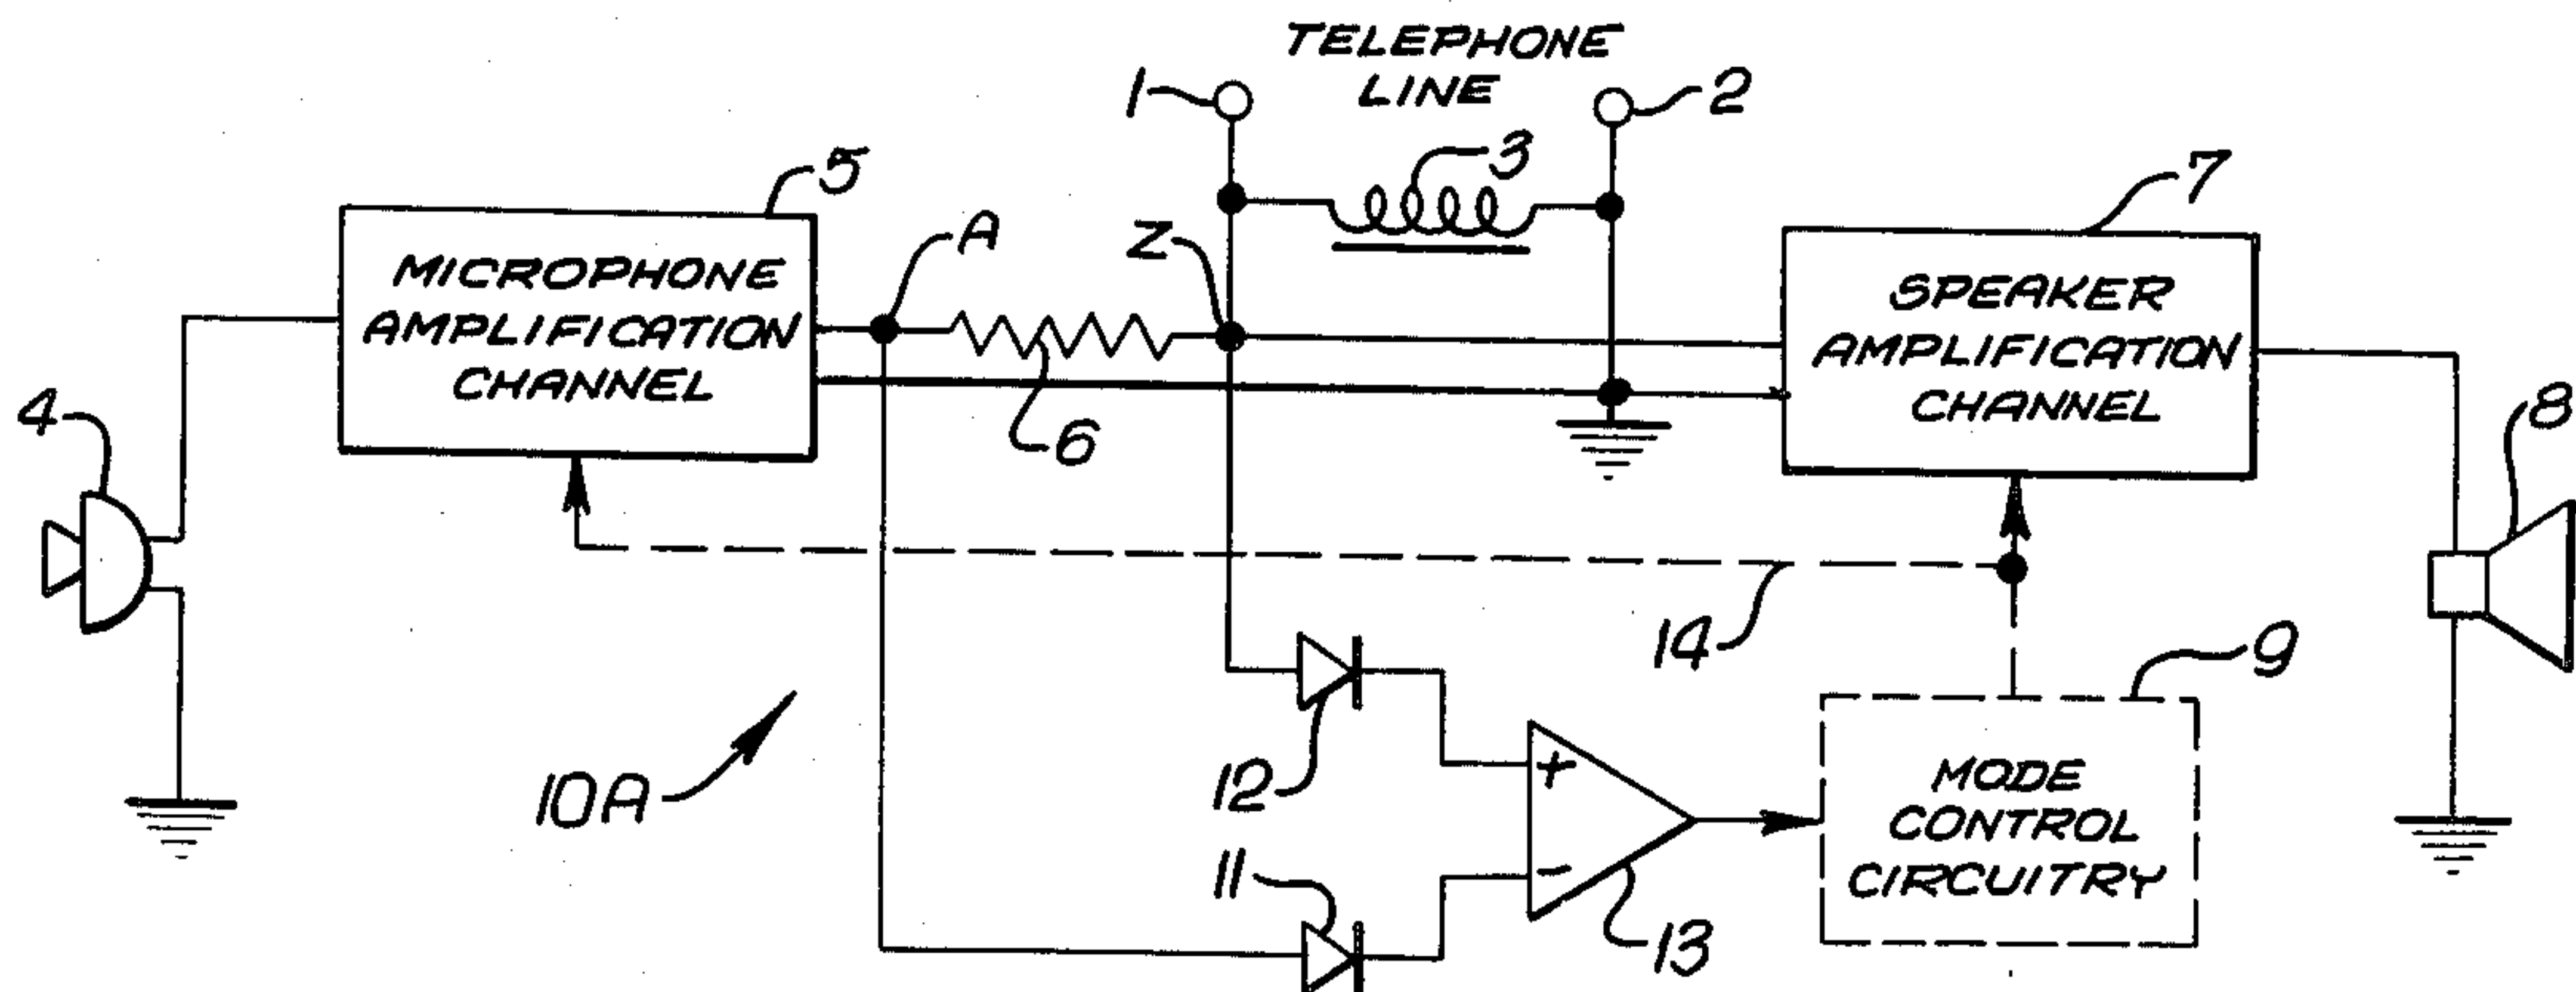 TELEPHONE
LINE
1
2
3
5
7
A
Z
MICROPHONE
AMPLIFICATION
CHANNEL
SPEAKER
AMPLIFICATION
CHANNEL
4
6
8
14
9
10A
12
+
−
MODE
CONTROL
CIRCUITRY
11
13